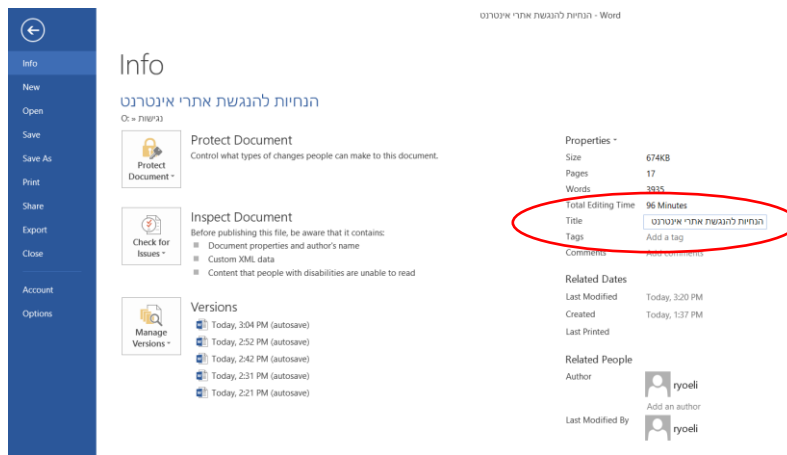 הנחיות להנגשת אתרי אינטרנט - Word
Info
New
Open
Save
Save As
Print
Share
Export
Close
Account
Options
Info
הנחיות להנגשת אתרי אינטרנט
O: » נגישות
Protect Document
Protect Document
Control what types of changes people can make to this document.
Check for Issues
Inspect Document
Before publishing this file, be aware that it contains:
Document properties and author's name
Custom XML data
Content that people with disabilities are unable to read
Manage Versions
Versions
Today, 3:04 PM (autosave)
Today, 2:52 PM (autosave)
Today, 2:42 PM (autosave)
Today, 2:31 PM (autosave)
Today, 2:21 PM (autosave)
Properties
Size 674KB
Pages 17
Words 3935
Total Editing Time 96 Minutes
Title הנחיות להנגשת אתרי אינטרנט
Tags Add a tag
Comments Add comments
Related Dates
Last Modified Today, 3:20 PM
Created Today, 1:37 PM
Last Printed
Related People
Author ryoeli
Add an author
Last Modified By ryoeli